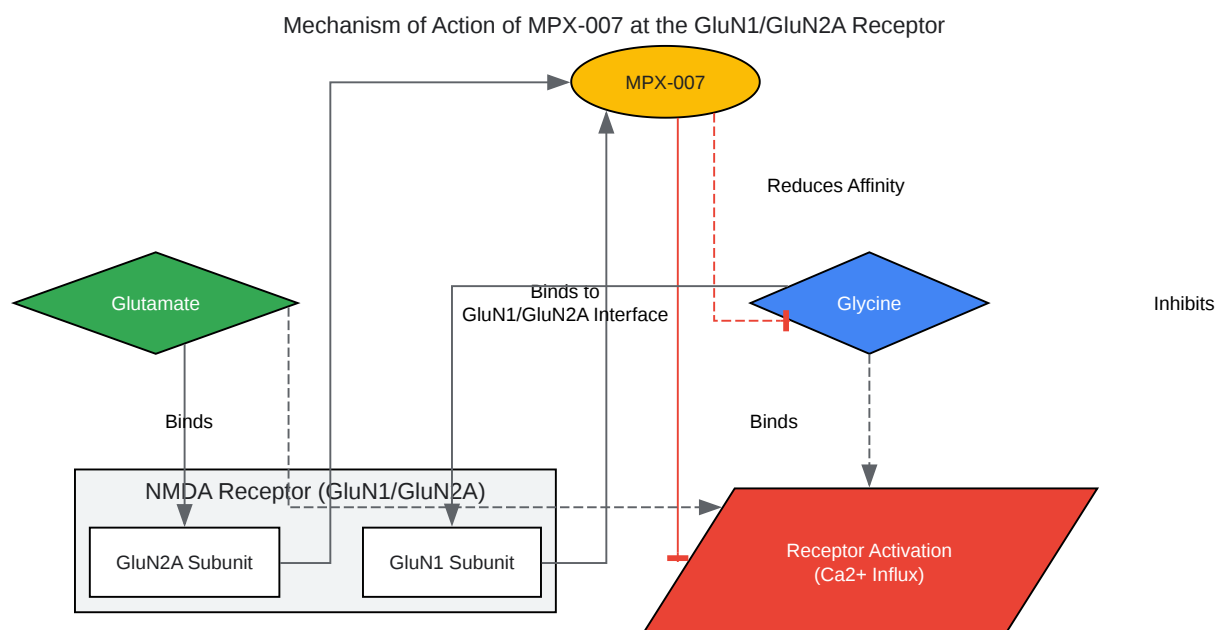 Mechanism of Action of MPX-007 at the GluN1/GluN2A Receptor
MPX-007
Reduces Affinity
Glutamate
Binds to
GluN1/GluN2A Interface
Glycine
Inhibits
Binds
Binds
NMDA Receptor (GluN1/GluN2A)
GluN2A Subunit
GluN1 Subunit
Receptor Activation
(Ca2+ Influx)